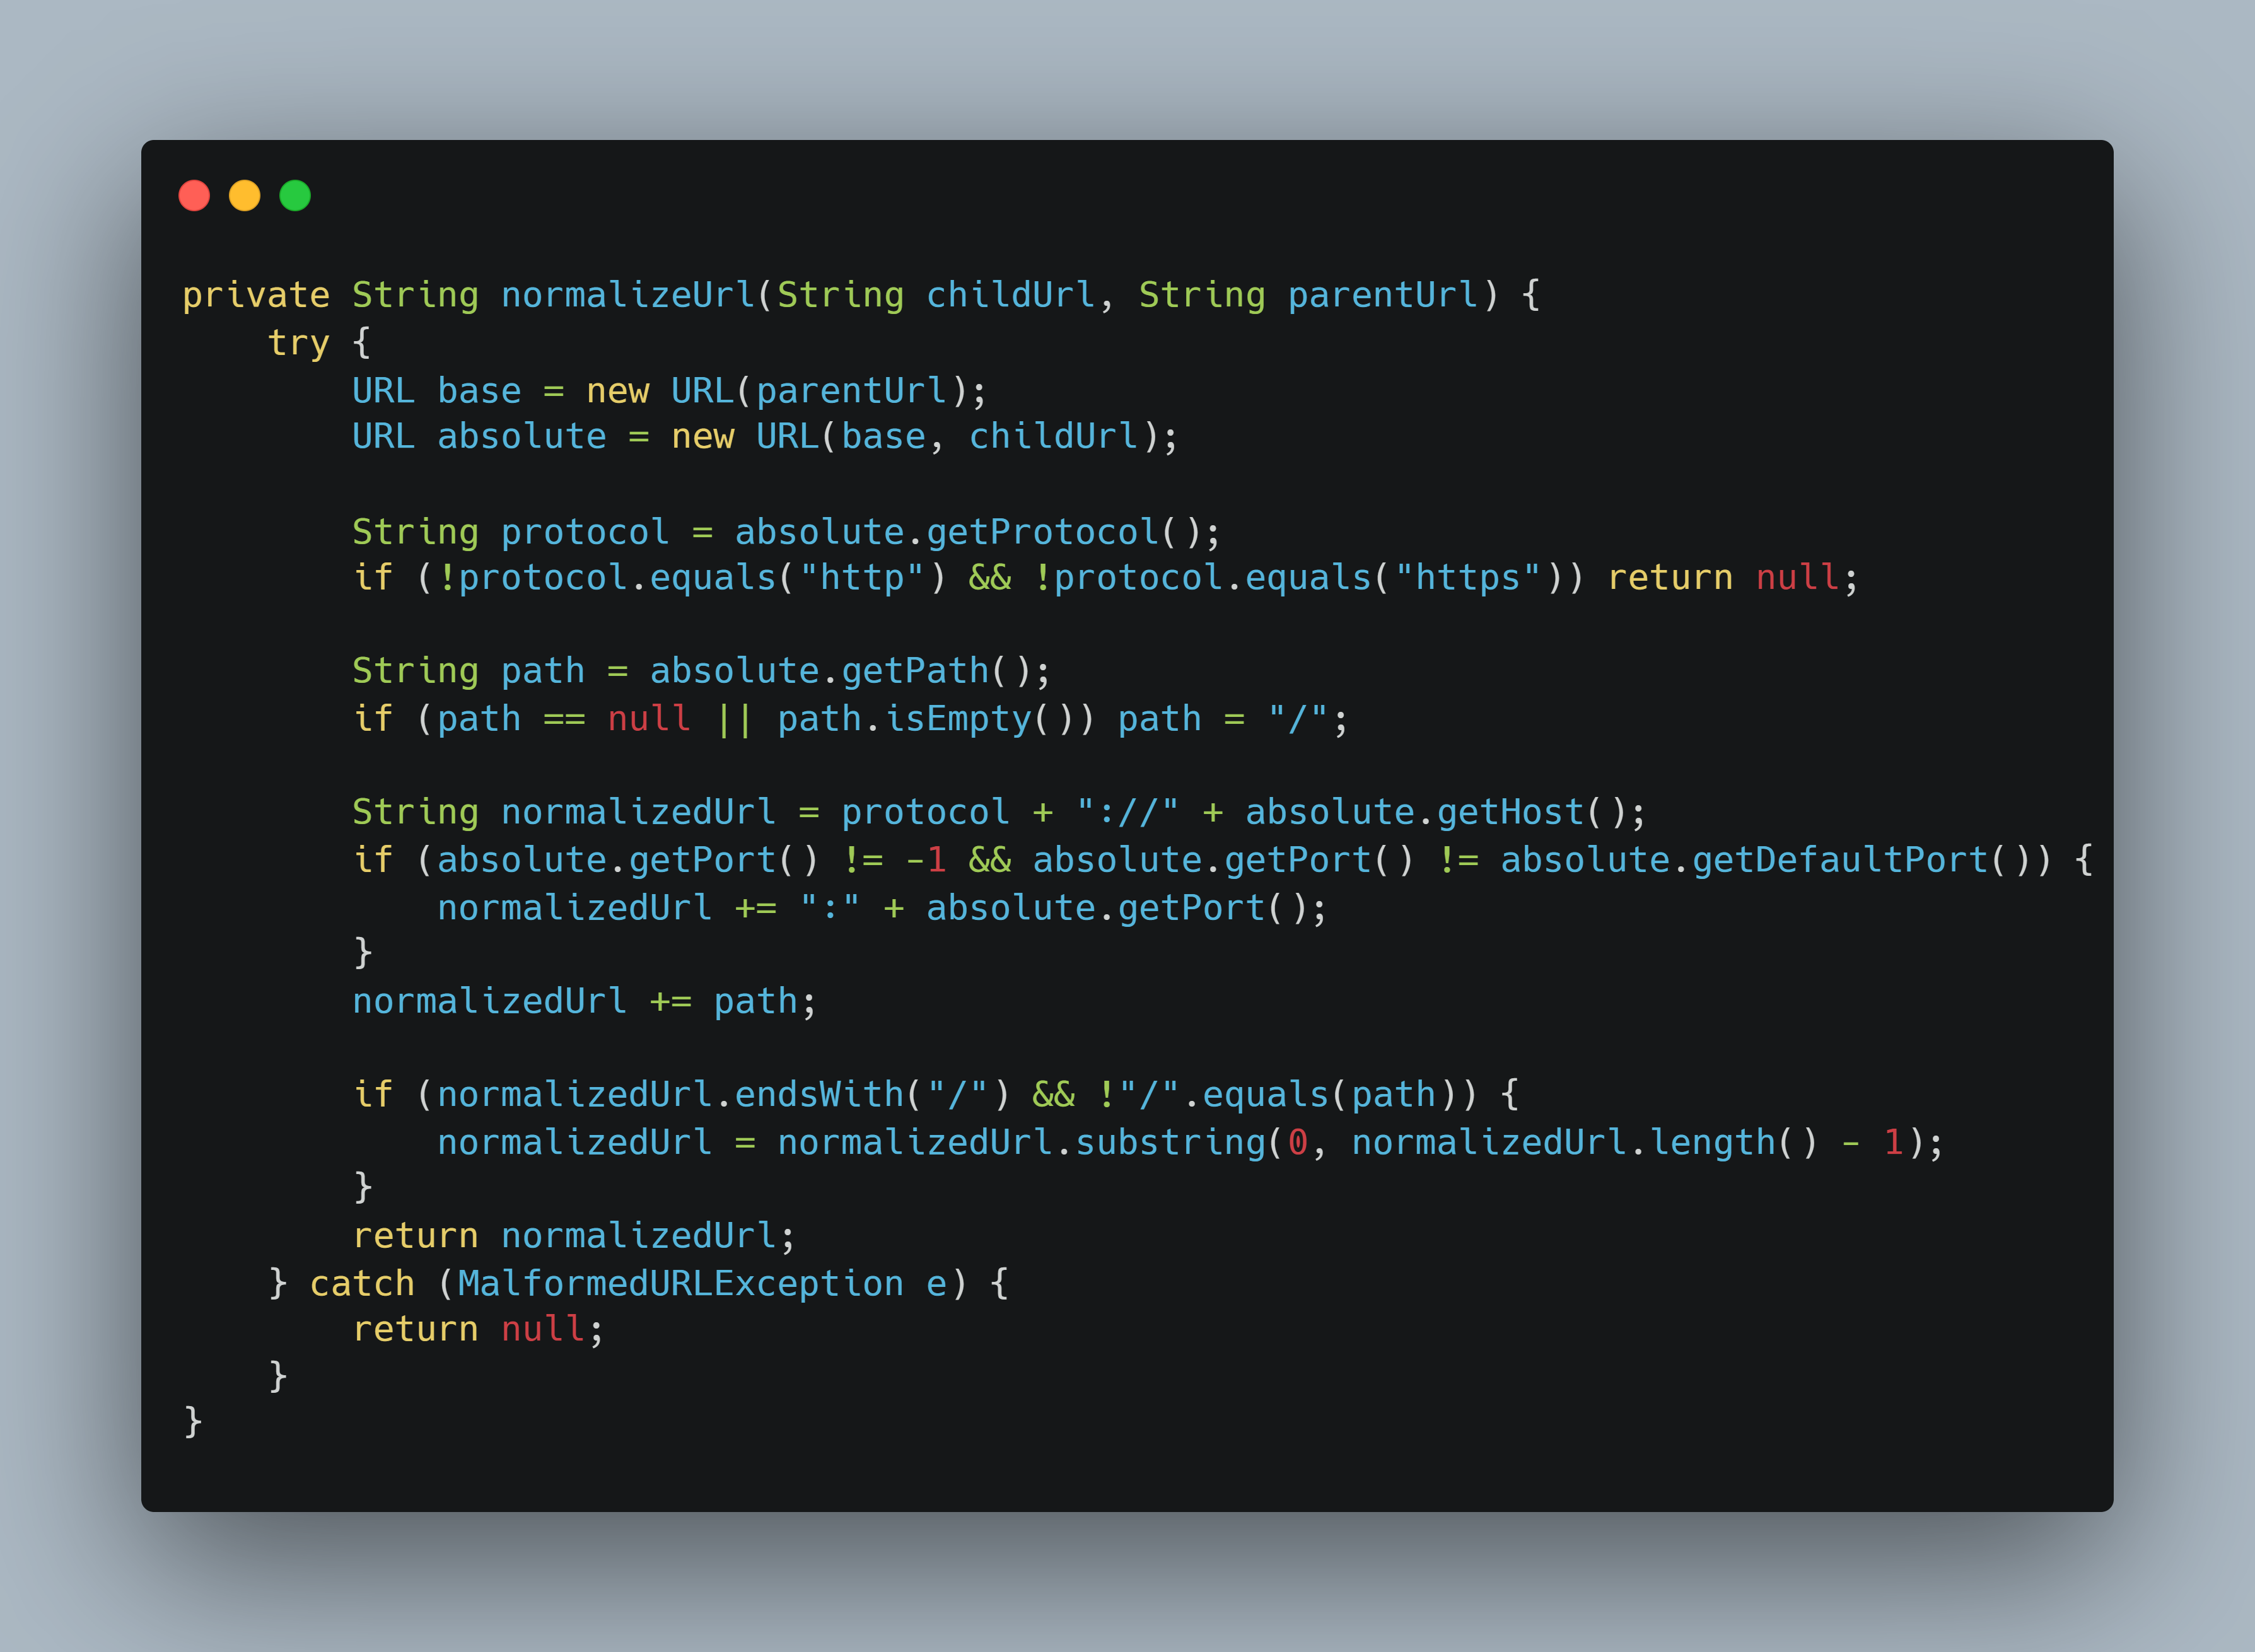 private String normalizeUrl(String childUrl, String parentUrl) {
    try {
        URL base = new URL(parentUrl);
        URL absolute = new URL(base, childUrl);

        String protocol = absolute.getProtocol();
        if (!protocol.equals("http") && !protocol.equals("https")) return null;

        String path = absolute.getPath();
        if (path == null || path.isEmpty()) path = "/";

        String normalizedUrl = protocol + "://" + absolute.getHost();
        if (absolute.getPort() != -1 && absolute.getPort() != absolute.getDefaultPort()) {
            normalizedUrl += ":" + absolute.getPort();
        }
        normalizedUrl += path;

        if (normalizedUrl.endsWith("/") && !"/".equals(path)) {
            normalizedUrl = normalizedUrl.substring(0, normalizedUrl.length() - 1);
        }
        return normalizedUrl;
    } catch (MalformedURLException e) {
        return null;
    }
}